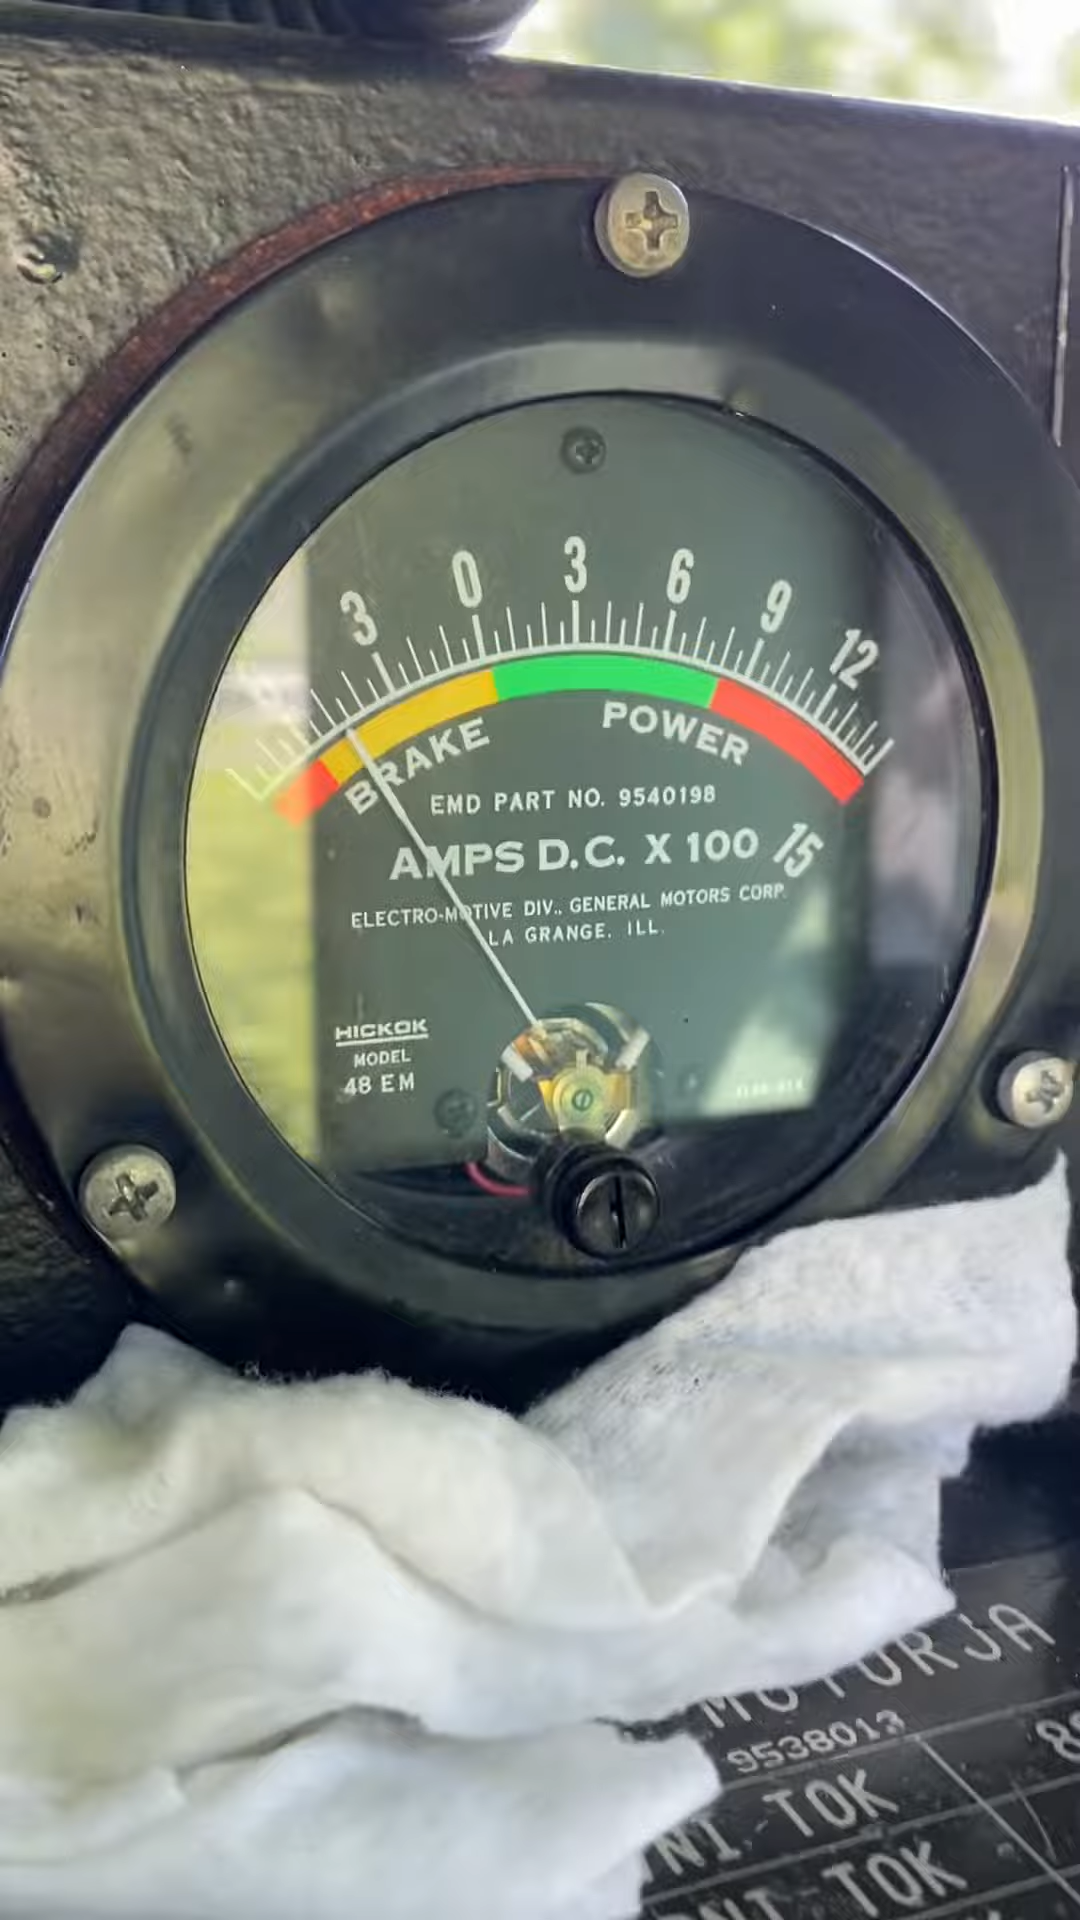 3 0 3 6 9 12
BRAKE POWER
EMD PART NO. 9540198
AMPS D.C. X 100 15
ELECTRO-MOTIVE DIV., GENERAL MOTORS CORP.
LA GRANGE. ILL.
HICKOK
MODEL
48 EM
MOTORJA
9538013
TOK
TOK